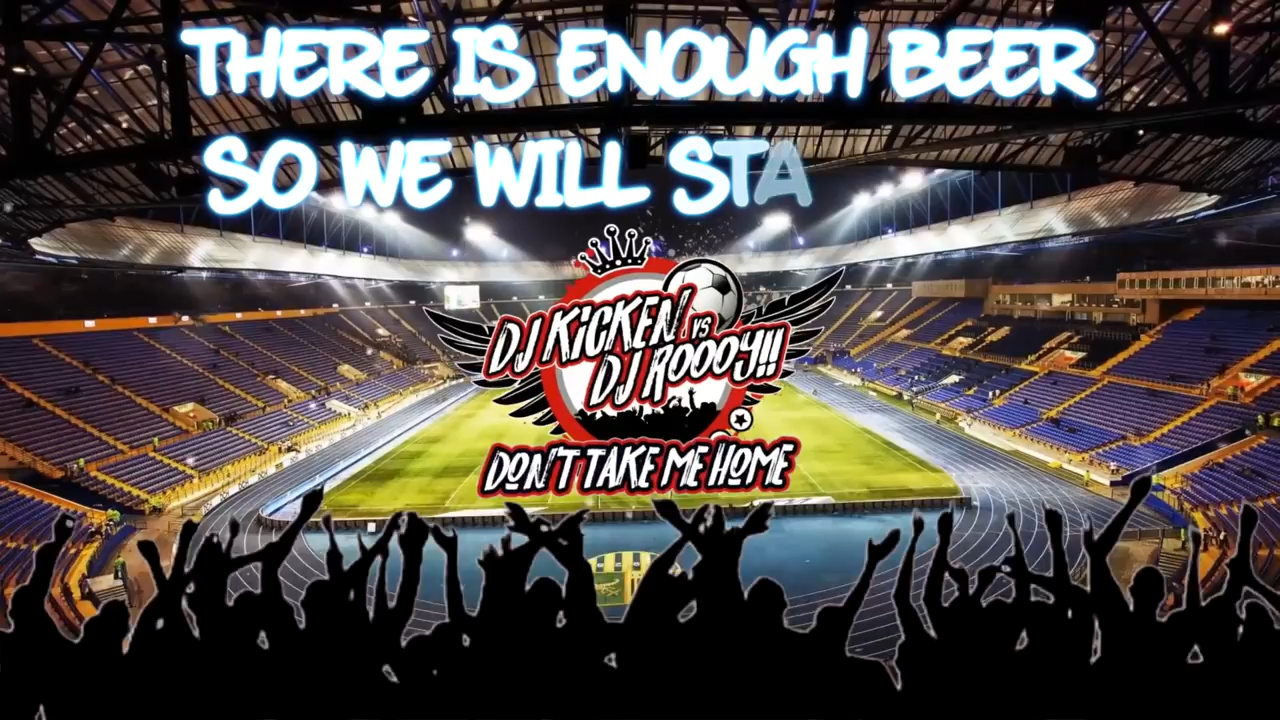 THERE IS ENOUGH BEER
SO WE WILL STA
DJ KICKEN VS
DJ ROOOY!!
DON'T TAKE ME HOME